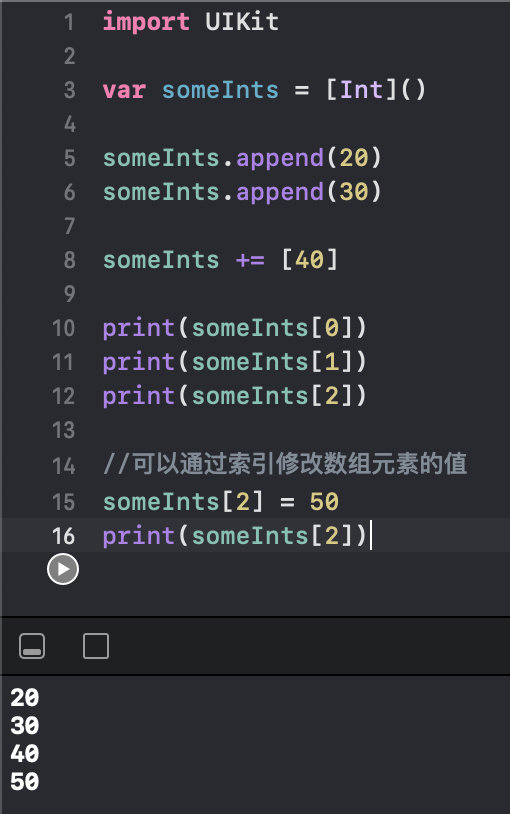 1 import UIKit
2
3 var someInts = [Int]()
4
5 someInts.append(20)
6 someInts.append(30)
7
8 someInts += [40]
9
10 print(someInts[0])
11 print(someInts[1])
12 print(someInts[2])
13
14 //可以通过索引修改数组元素的值
15 someInts[2] = 50
16 print(someInts[2])
20
30
40
50